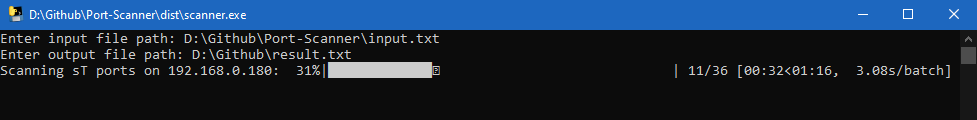 D:\Github\Port-Scanner\dist\scanner.exe
Enter input file path: D:\Github\Port-Scanner\input.txt
Enter output file path: D:\Github\result.txt
Scanning sT ports on 192.168.0.180:  31%|          | 11/36 [00:32<01:16,  3.08s/batch]